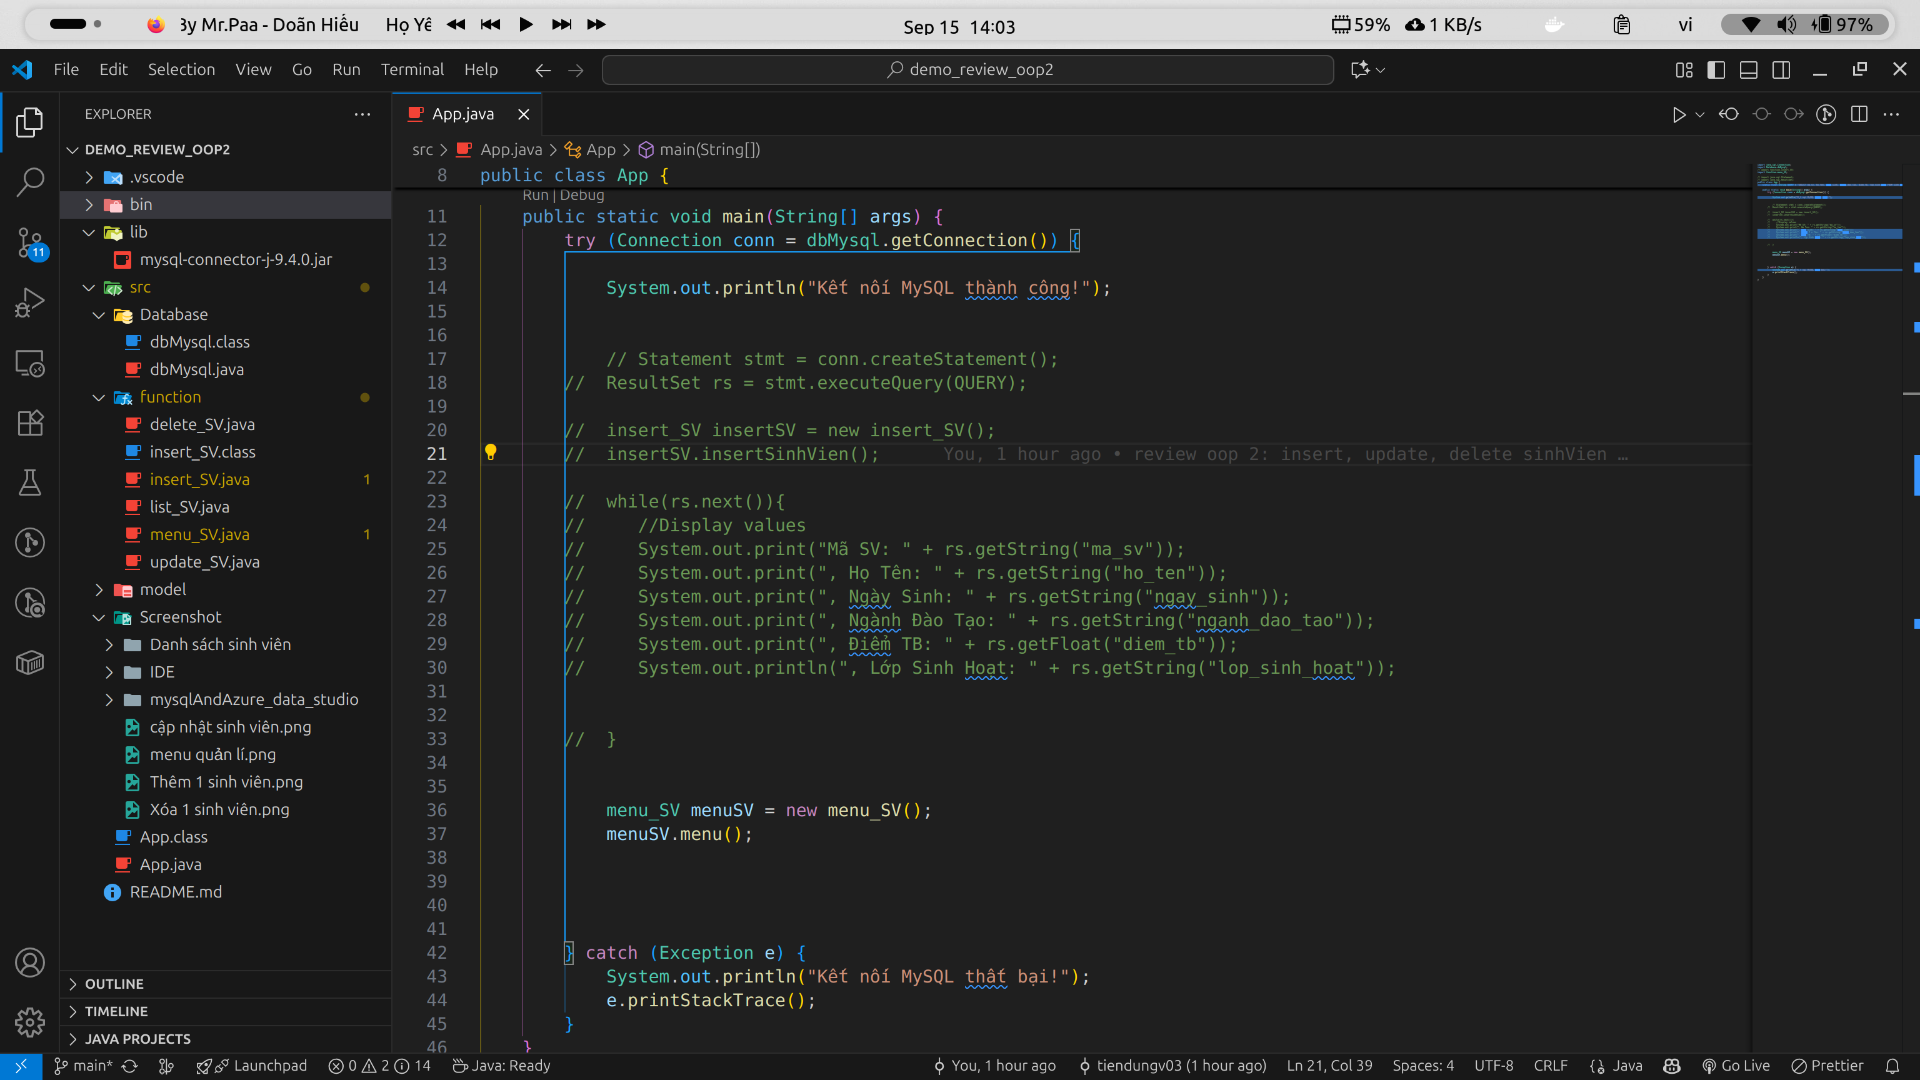 By Mr.Paa - Doãn Hiếu Họ Yê
Sep 15 14:03
59% 1 KB/s vi 97%
File Edit Selection View Go Run Terminal Help
demo_review_oop2
EXPLORER
DEMO_REVIEW_OOP2
.vscode
bin
lib
mysql-connector-j-9.4.0.jar
src
Database
dbMysql.class
dbMysql.java
function
delete_SV.java
insert_SV.class
insert_SV.java 1
list_SV.java
menu_SV.java 1
update_SV.java
model
Screenshot
Danh sách sinh viên
IDE
mysqlAndAzure_data_studio
cập nhật sinh viên.png
menu quản lí.png
Thêm 1 sinh viên.png
Xóa 1 sinh viên.png
App.class
App.java
README.md
OUTLINE
TIMELINE
JAVA PROJECTS
11
App.java
src > App.java > App > main(String[])
8 public class App {
Run | Debug
11 public static void main(String[] args) {
12 try (Connection conn = dbMysql.getConnection()) {
13
14 System.out.println("Kết nối MySQL thành công!");
15
16
17 // Statement stmt = conn.createStatement();
18 // ResultSet rs = stmt.executeQuery(QUERY);
19
20 // insert_SV insertSV = new insert_SV();
21 // insertSV.insertSinhVien(); You, 1 hour ago • review oop 2: insert, update, delete sinhVien …
22
23 // while(rs.next()){
24 // //Display values
25 // System.out.print("Mã SV: " + rs.getString("ma_sv"));
26 // System.out.print(", Họ Tên: " + rs.getString("ho_ten"));
27 // System.out.print(", Ngày Sinh: " + rs.getString("ngay_sinh"));
28 // System.out.print(", Ngành Đào Tạo: " + rs.getString("nganh_dao_tao"));
29 // System.out.print(", Điểm TB: " + rs.getFloat("diem_tb"));
30 // System.out.println(", Lớp Sinh Hoạt: " + rs.getString("lop_sinh_hoat"));
31
32
33 // }
34
35
36 menu_SV menuSV = new menu_SV();
37 menuSV.menu();
38
39
40
41
42 } catch (Exception e) {
43 System.out.println("Kết nối MySQL thất bại!");
44 e.printStackTrace();
45 }
46 }
main* Launchpad 0 2 14 Java: Ready You, 1 hour ago tiendungv03 (1 hour ago) Ln 21, Col 39 Spaces: 4 UTF-8 CRLF Java Go Live Prettier